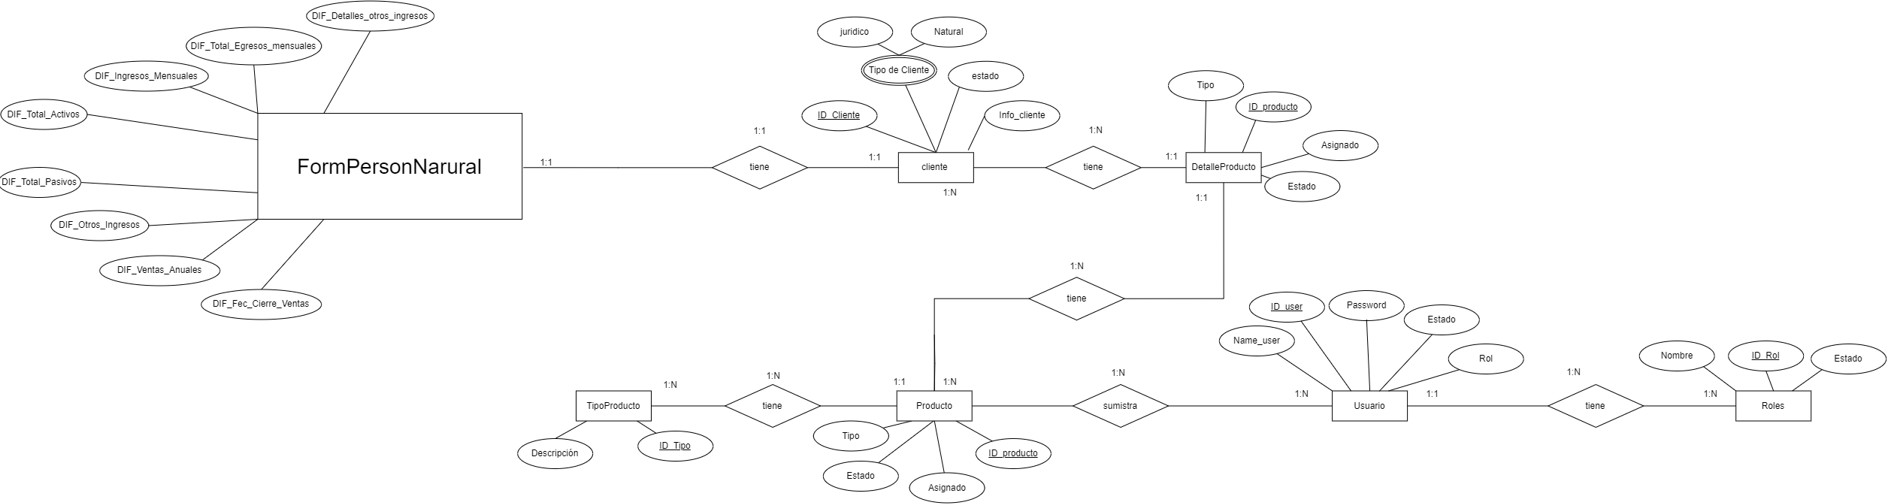 DIF_Detalles_otros_ingresos
DIF_Total_Egresos_mensuales
DIF_Ingresos_Mensuales
DIF_Total_Activos
DIF_Total_Pasivos
DIF_Otros_Ingresos
DIF_Ventas_Anuales
DIF_Fec_Cierre_Ventas
FormPersonNarural
1:1
1:1
tiene
1:1
juridico
Natural
Tipo de Cliente
estado
ID_Cliente
Info_cliente
cliente
1:N
1:N
tiene
1:1
Tipo
ID_producto
Asignado
Estado
DetalleProducto
1:1
1:N
tiene
TipoProducto
Descripción
ID_Tipo
1:N
1:N
tiene
1:1
1:N
Producto
Tipo
Estado
Asignado
ID_producto
1:N
sumistra
1:N
ID_user
Password
Name_user
Estado
Rol
Usuario
1:1
1:N
tiene
1:N
Nombre
ID_Rol
Estado
Roles